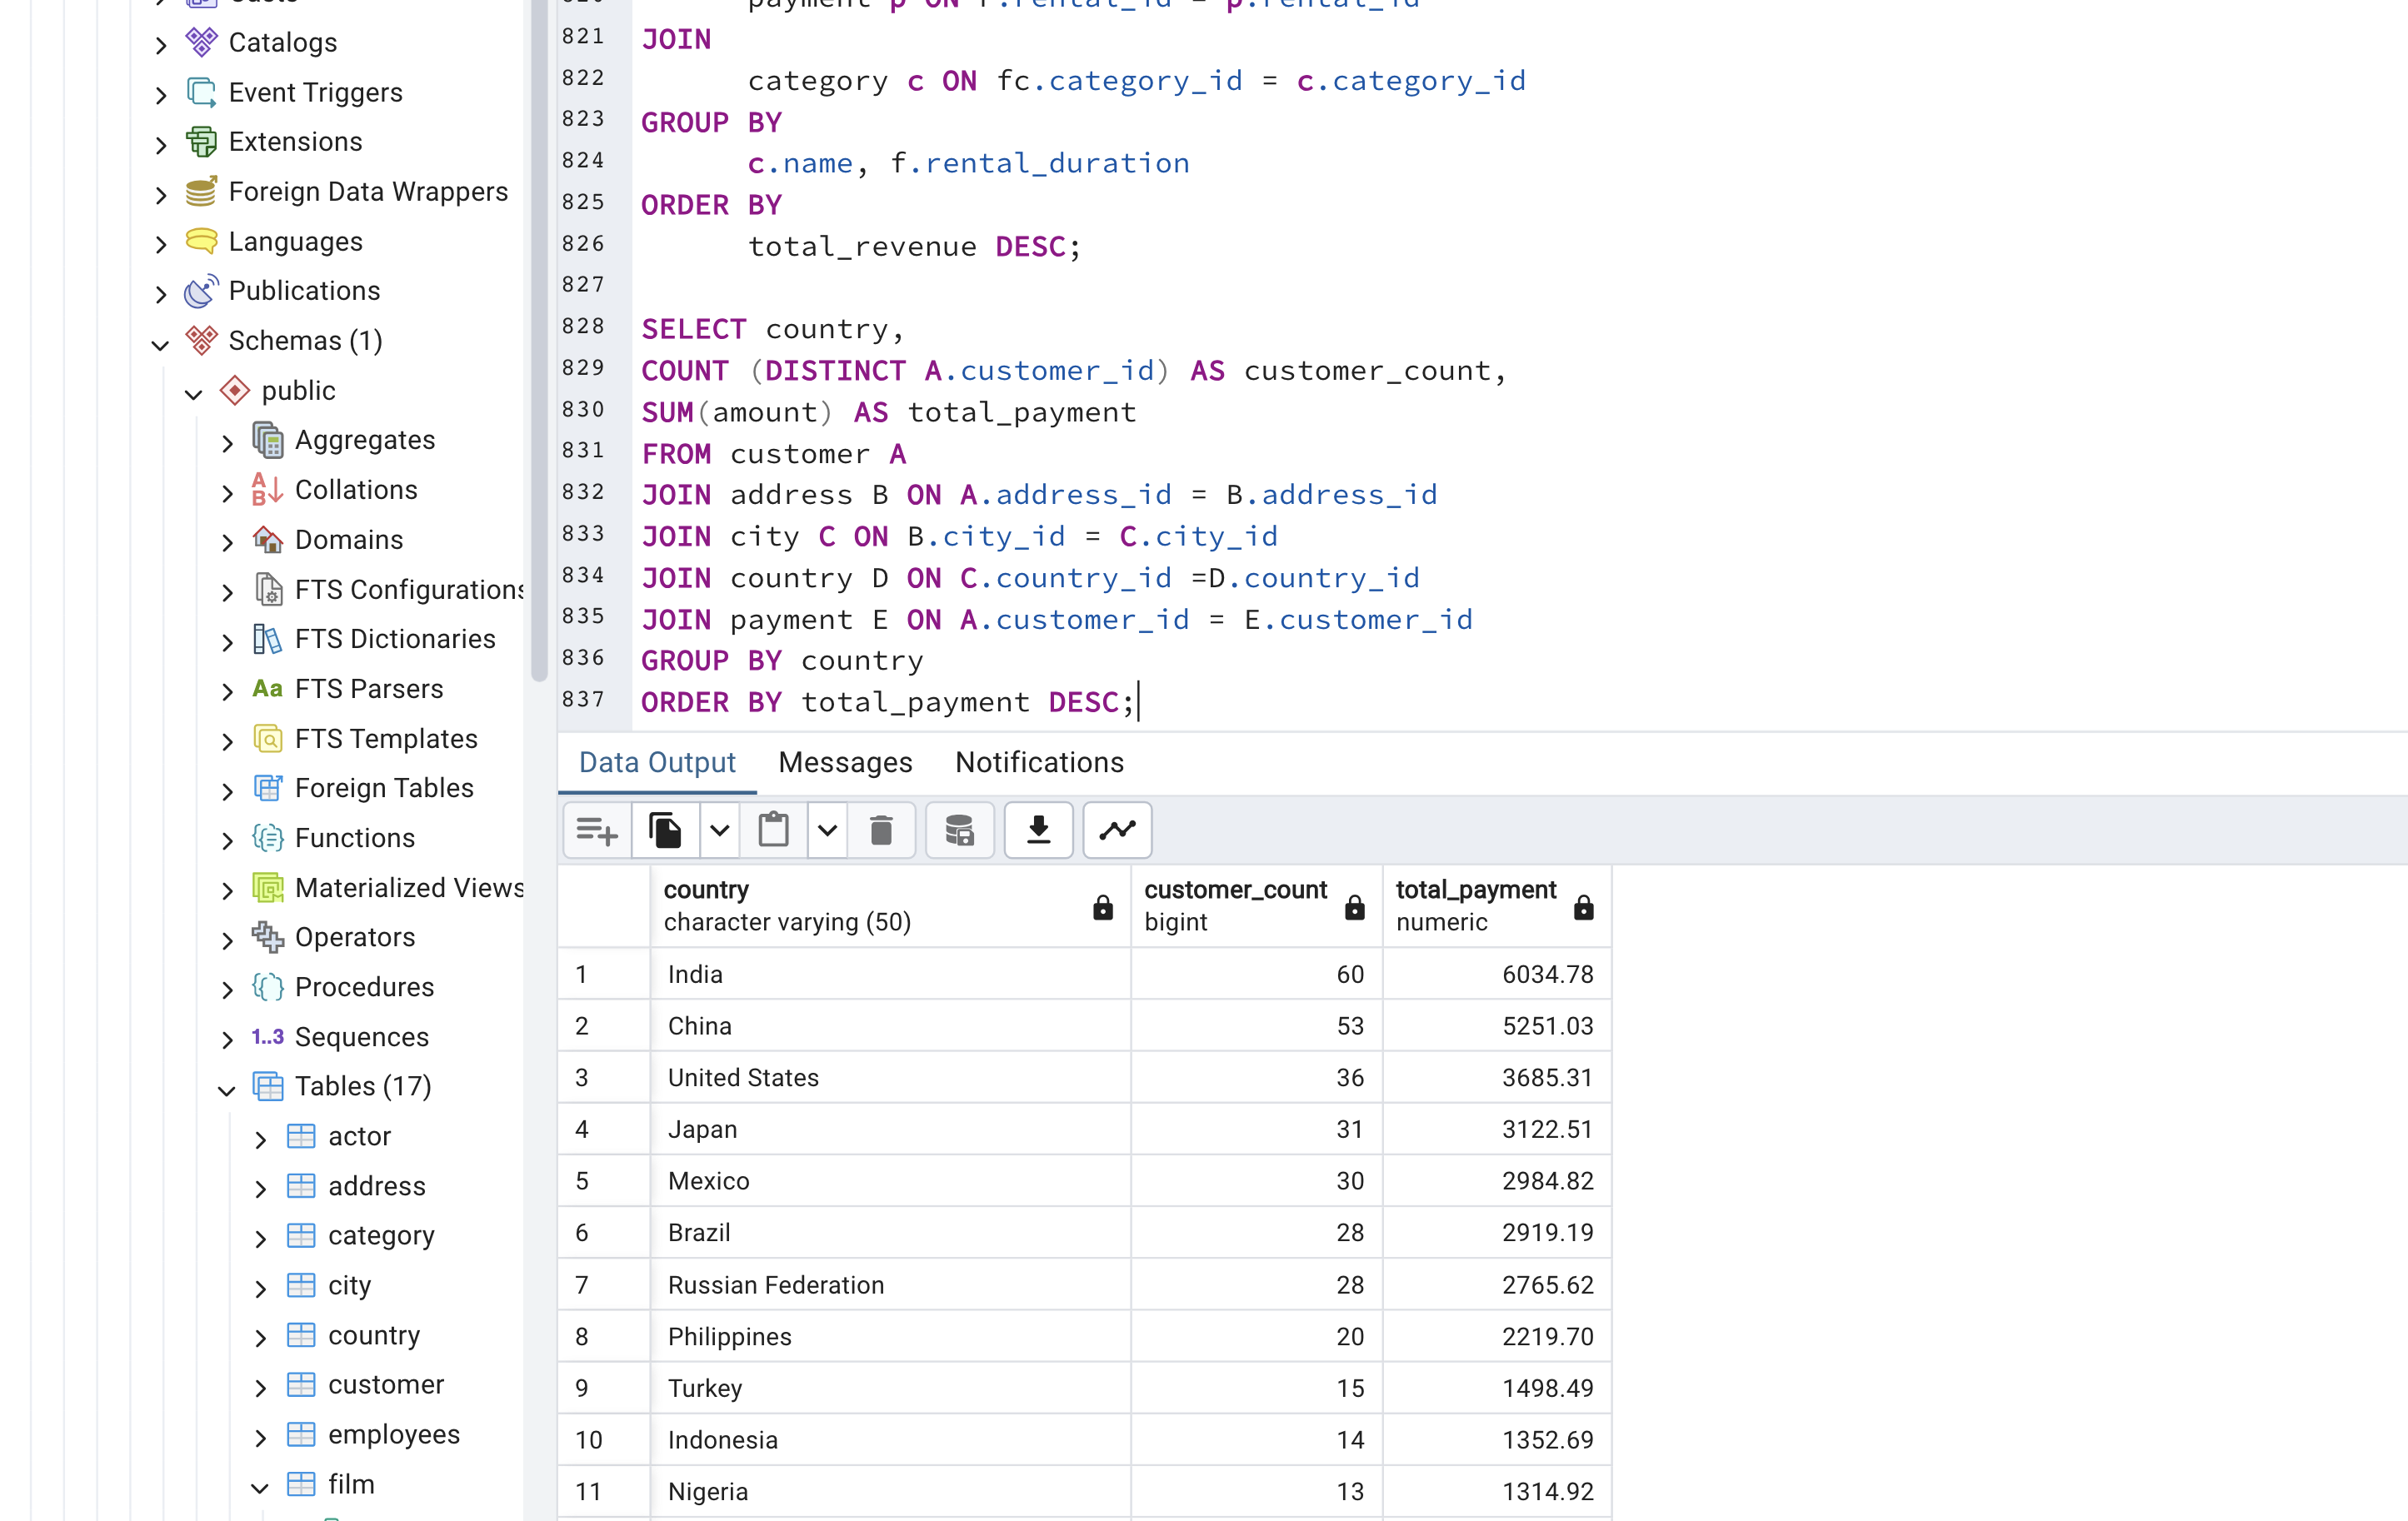 Casts
Catalogs
Event Triggers
Extensions
Foreign Data Wrappers
Languages
Publications
Schemas (1)
public
Aggregates
Collations
Domains
FTS Configurations
FTS Dictionaries
Aa FTS Parsers
FTS Templates
Foreign Tables
Functions
Materialized Views
Operators
Procedures
1..3 Sequences
Tables (17)
actor
address
category
city
country
customer
employees
film
payment p ON r.rental_id = p.rental_id
821 JOIN
822 category c ON fc.category_id = c.category_id
823 GROUP BY
824 c.name, f.rental_duration
825 ORDER BY
826 total_revenue DESC;
827
828 SELECT country,
829 COUNT (DISTINCT A.customer_id) AS customer_count,
830 SUM(amount) AS total_payment
831 FROM customer A
832 JOIN address B ON A.address_id = B.address_id
833 JOIN city C ON B.city_id = C.city_id
834 JOIN country D ON C.country_id =D.country_id
835 JOIN payment E ON A.customer_id = E.customer_id
836 GROUP BY country
837 ORDER BY total_payment DESC;
Data Output Messages Notifications
country customer_count total_payment
character varying (50) bigint numeric
1 India 60 6034.78
2 China 53 5251.03
3 United States 36 3685.31
4 Japan 31 3122.51
5 Mexico 30 2984.82
6 Brazil 28 2919.19
7 Russian Federation 28 2765.62
8 Philippines 20 2219.70
9 Turkey 15 1498.49
10 Indonesia 14 1352.69
11 Nigeria 13 1314.92